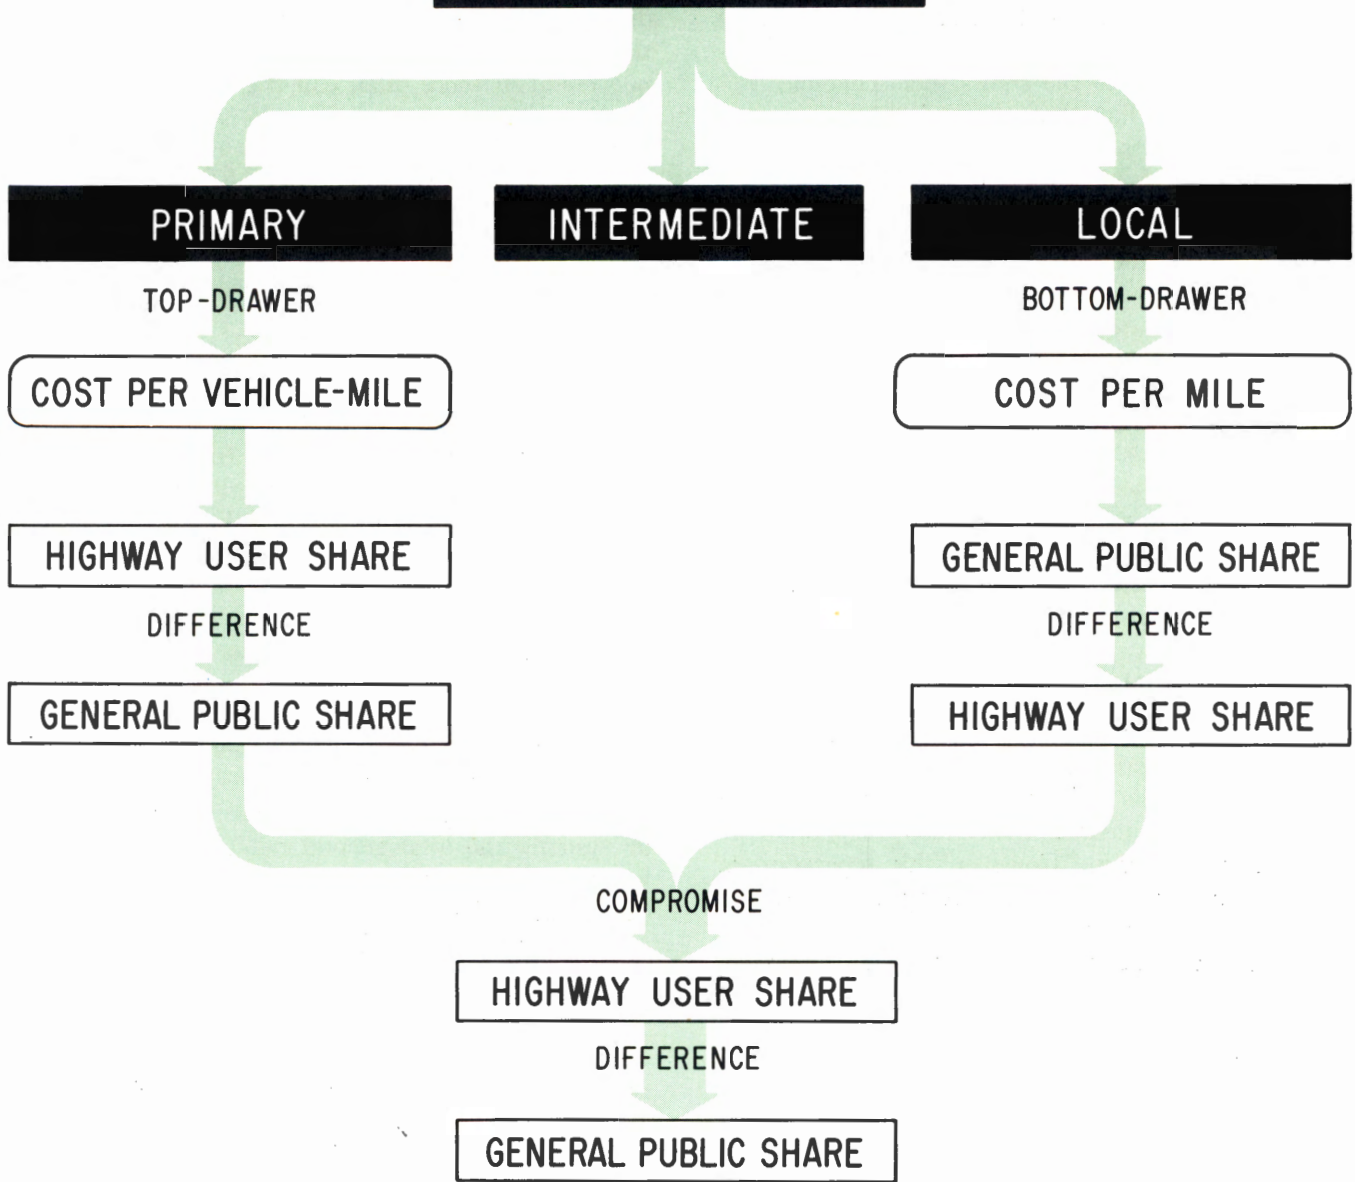 PRIMARY
INTERMEDIATE
LOCAL
TOP-DRAWER
BOTTOM-DRAWER
COST PER VEHICLE-MILE
COST PER MILE
HIGHWAY USER SHARE
GENERAL PUBLIC SHARE
DIFFERENCE
DIFFERENCE
GENERAL PUBLIC SHARE
HIGHWAY USER SHARE
COMPROMISE
HIGHWAY USER SHARE
DIFFERENCE
GENERAL PUBLIC SHARE